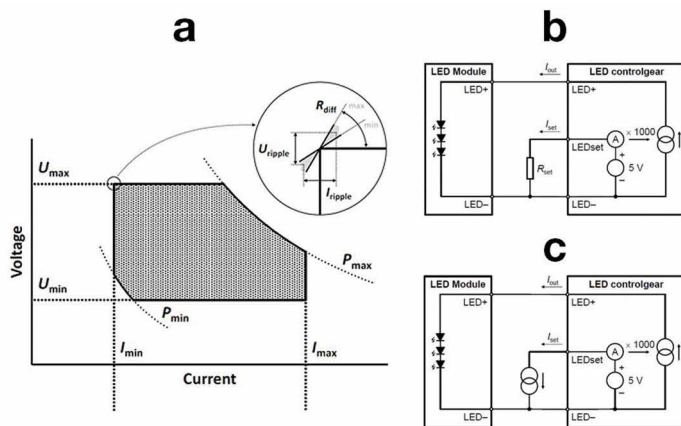 a
R_diff
max
min
U_ripple
I_ripple
U_max
U_min
Voltage
P_max
P_min
I_min
I_max
Current
b
I_out
LED Module
LED controlgear
LED+
LED+
I_set
A
× 1000
LEDset
R_set
+
5 V
−
LED−
LED−
c
I_out
LED Module
LED controlgear
LED+
LED+
I_set
A
× 1000
LEDset
+
5 V
−
LED−
LED−